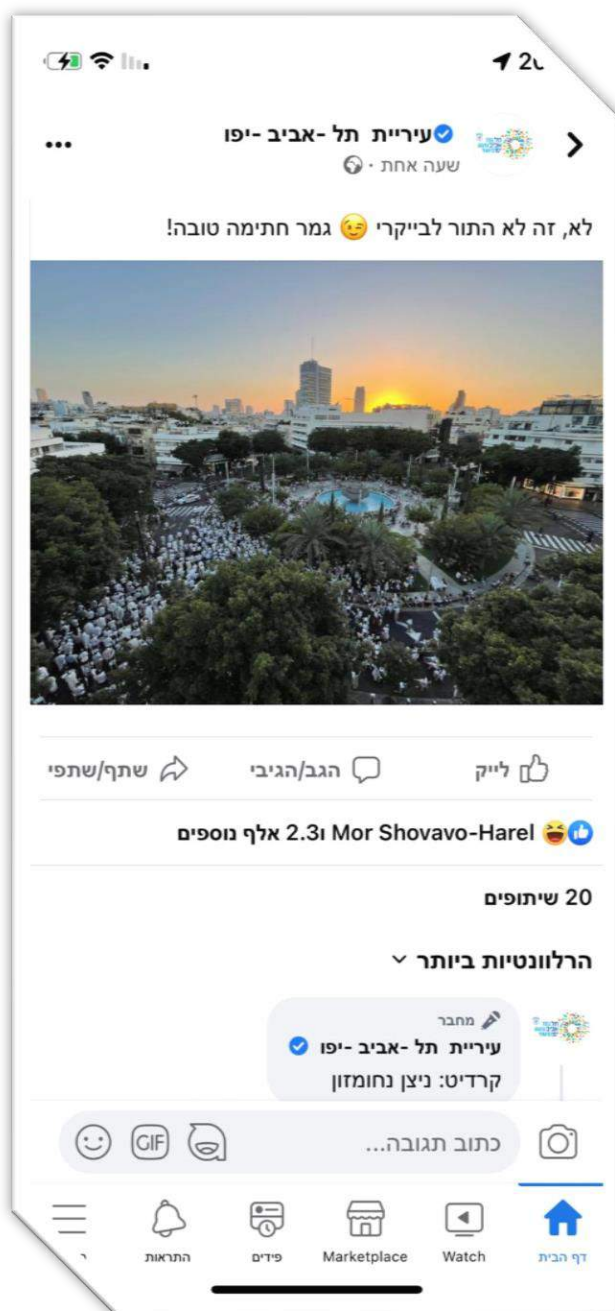 עיריית תל -אביב -יפו
שעה אחת ·
לא, זה לא התור לבייקרי 😉 גמר חתימה טובה!
לייק
הגב/הגיבי
שתף/שתפי
Mor Shovavo-Harel ו2.3 אלף נוספים
20 שיתופים
הרלוונטיות ביותר
מחבר
עיריית תל -אביב -יפו
קרדיט: ניצן נחומזון
כתוב תגובה...
GIF
דף הבית
Watch
Marketplace
פידים
התראות